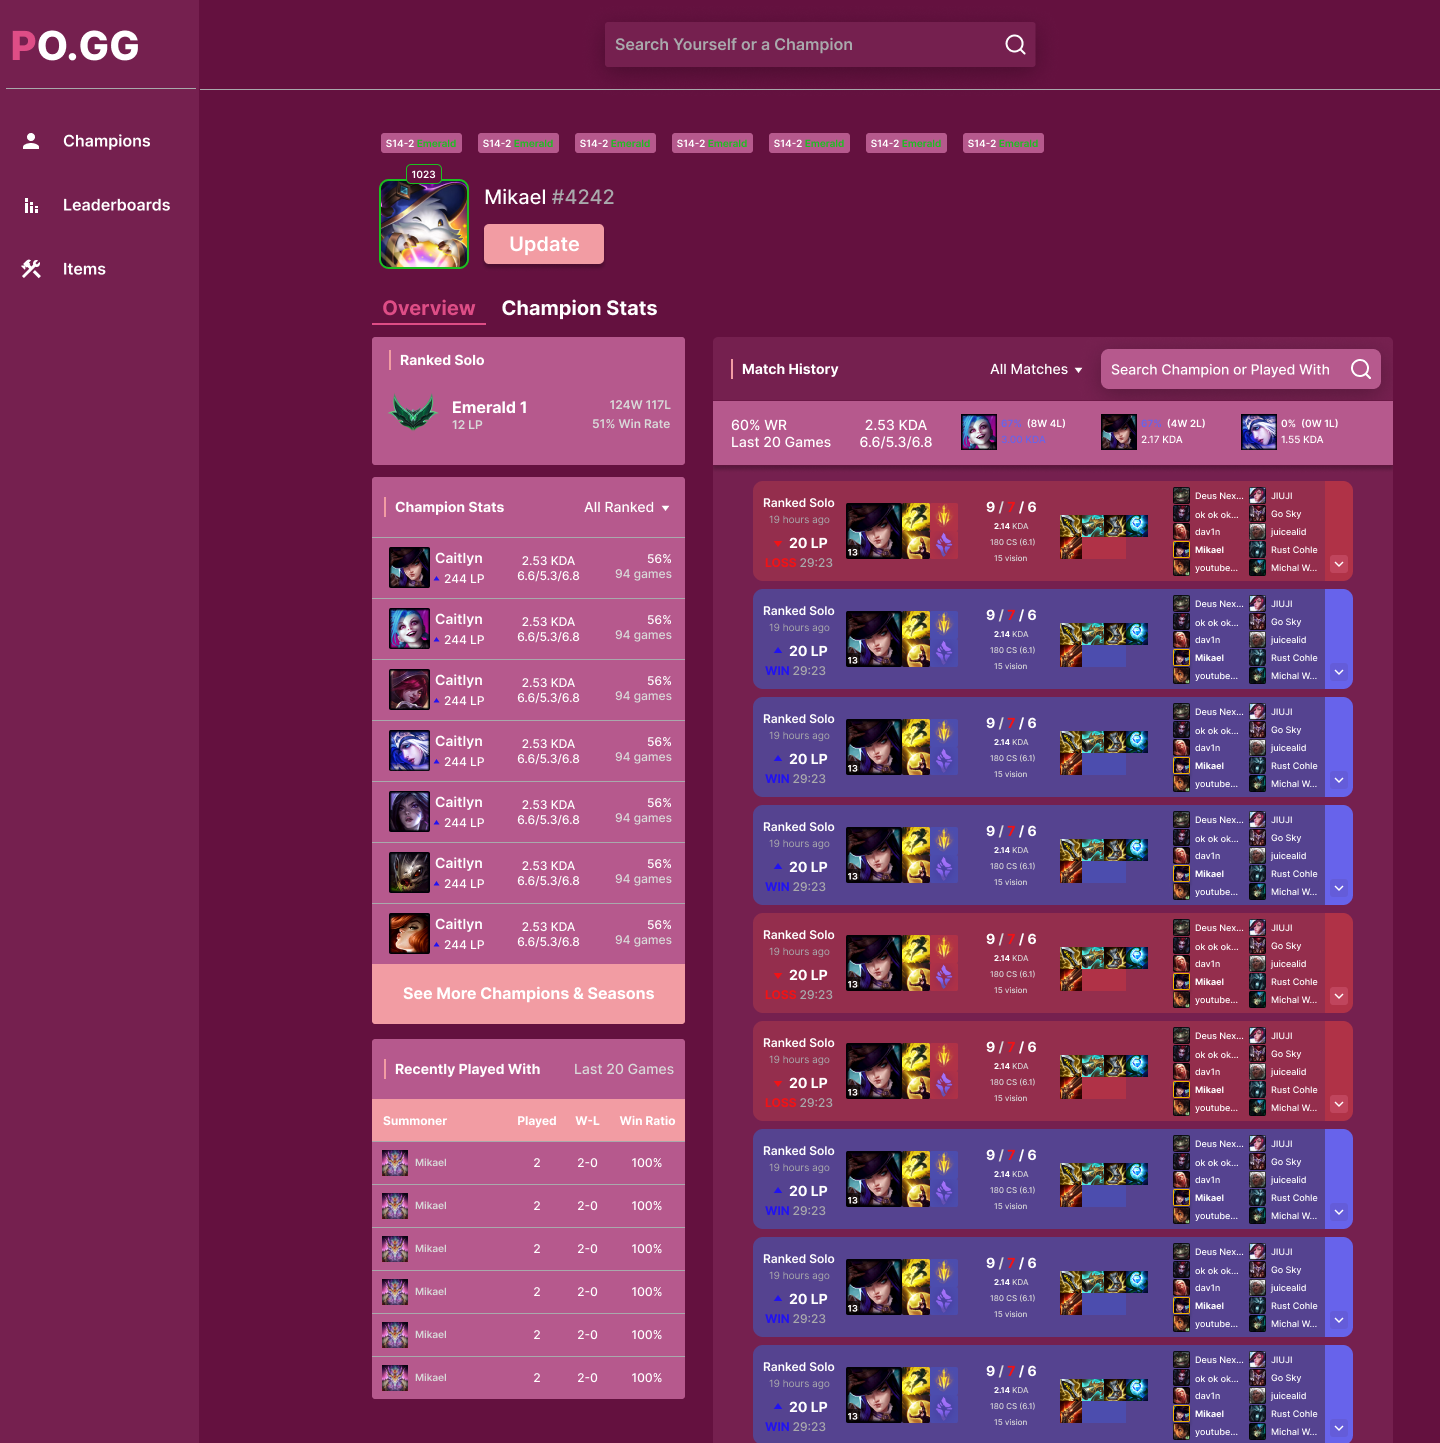 PO.GG
Search Yourself or a Champion
Champions
Leaderboards
Items
S14-2 Emerald S14-2 Emerald S14-2 Emerald S14-2 Emerald S14-2 Emerald S14-2 Emerald S14-2 Emerald
1023
Mikael #4242
Update
Overview Champion Stats
Ranked Solo
Emerald 1
12 LP
124W 117L
51% Win Rate
Champion Stats All Ranked
Caitlyn 2.53 KDA 56%
244 LP 6.6/5.3/6.8 94 games
Caitlyn 2.53 KDA 56%
244 LP 6.6/5.3/6.8 94 games
Caitlyn 2.53 KDA 56%
244 LP 6.6/5.3/6.8 94 games
Caitlyn 2.53 KDA 56%
244 LP 6.6/5.3/6.8 94 games
Caitlyn 2.53 KDA 56%
244 LP 6.6/5.3/6.8 94 games
Caitlyn 2.53 KDA 56%
244 LP 6.6/5.3/6.8 94 games
Caitlyn 2.53 KDA 56%
244 LP 6.6/5.3/6.8 94 games
See More Champions & Seasons
Recently Played With Last 20 Games
Summoner Played W-L Win Ratio
Mikael 2 2-0 100%
Mikael 2 2-0 100%
Mikael 2 2-0 100%
Mikael 2 2-0 100%
Mikael 2 2-0 100%
Mikael 2 2-0 100%
Match History All Matches Search Champion or Played With
60% WR 2.53 KDA (8W 4L) (4W 2L) 0% (0W 1L)
Last 20 Games 6.6/5.3/6.8 2.17 KDA 1.55 KDA
Ranked Solo
19 hours ago
20 LP
LOSS 29:23
13
9 / 7 / 6
2.14 KDA
180 CS (6.1)
15 vision
Deus Nex... JIUJI
ok ok ok... Go Sky
dav1n juicealid
Mikael Rust Cohle
youtube... Michal W...
Ranked Solo
19 hours ago
20 LP
WIN 29:23
13
9 / 7 / 6
2.14 KDA
180 CS (6.1)
15 vision
Deus Nex... JIUJI
ok ok ok... Go Sky
dav1n juicealid
Mikael Rust Cohle
youtube... Michal W...
Ranked Solo
19 hours ago
20 LP
WIN 29:23
13
9 / 7 / 6
2.14 KDA
180 CS (6.1)
15 vision
Deus Nex... JIUJI
ok ok ok... Go Sky
dav1n juicealid
Mikael Rust Cohle
youtube... Michal W...
Ranked Solo
19 hours ago
20 LP
WIN 29:23
13
9 / 7 / 6
2.14 KDA
180 CS (6.1)
15 vision
Deus Nex... JIUJI
ok ok ok... Go Sky
dav1n juicealid
Mikael Rust Cohle
youtube... Michal W...
Ranked Solo
19 hours ago
20 LP
LOSS 29:23
13
9 / 7 / 6
2.14 KDA
180 CS (6.1)
15 vision
Deus Nex... JIUJI
ok ok ok... Go Sky
dav1n juicealid
Mikael Rust Cohle
youtube... Michal W...
Ranked Solo
19 hours ago
20 LP
LOSS 29:23
13
9 / 7 / 6
2.14 KDA
180 CS (6.1)
15 vision
Deus Nex... JIUJI
ok ok ok... Go Sky
dav1n juicealid
Mikael Rust Cohle
youtube... Michal W...
Ranked Solo
19 hours ago
20 LP
WIN 29:23
13
9 / 7 / 6
2.14 KDA
180 CS (6.1)
15 vision
Deus Nex... JIUJI
ok ok ok... Go Sky
dav1n juicealid
Mikael Rust Cohle
youtube... Michal W...
Ranked Solo
19 hours ago
20 LP
WIN 29:23
13
9 / 7 / 6
2.14 KDA
180 CS (6.1)
15 vision
Deus Nex... JIUJI
ok ok ok... Go Sky
dav1n juicealid
Mikael Rust Cohle
youtube... Michal W...
Ranked Solo
19 hours ago
20 LP
WIN 29:23
13
9 / 7 / 6
2.14 KDA
180 CS (6.1)
15 vision
Deus Nex... JIUJI
ok ok ok... Go Sky
dav1n juicealid
Mikael Rust Cohle
youtube... Michal W...